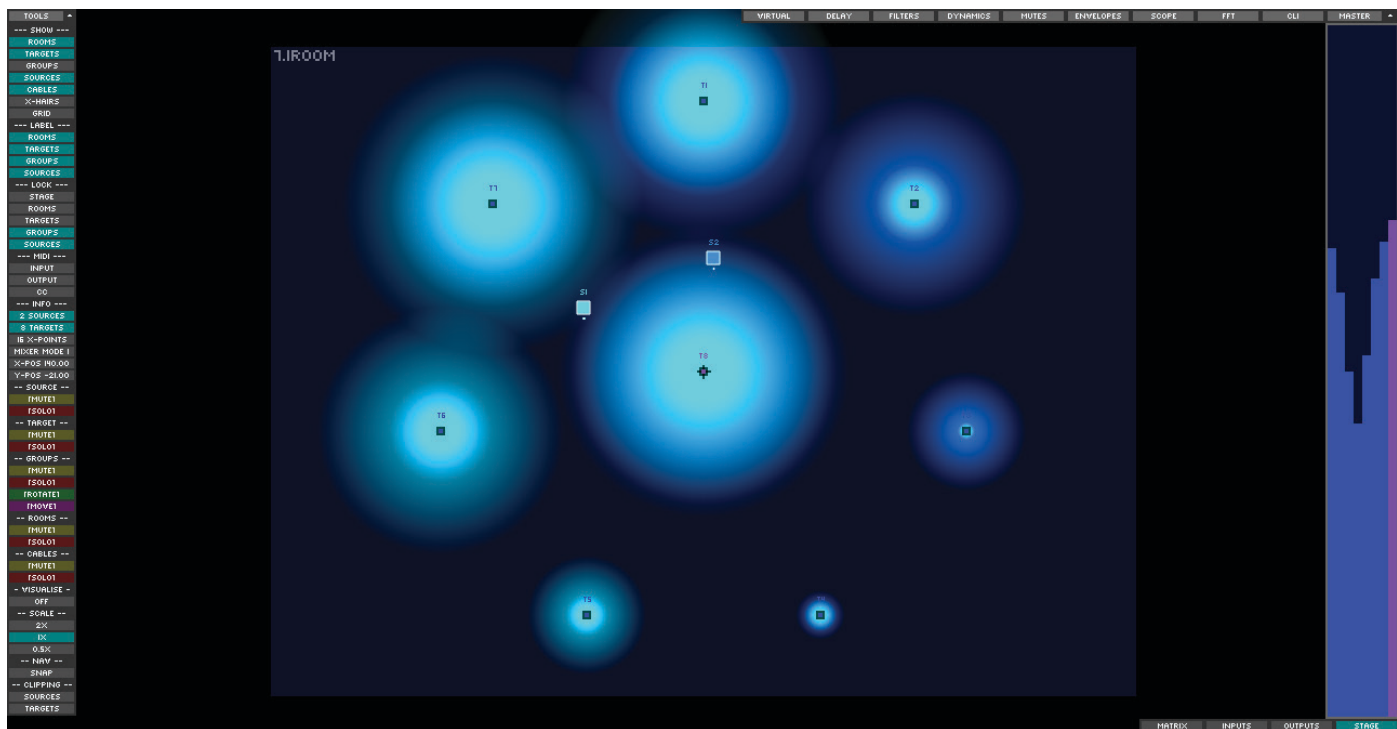 TOOLS
VIRTUAL DELAY FILTERS DYNAMICS MUTES ENVELOPES SCOPE FFT CLI MASTER
--- SHOW ---
ROOMS
TARGETS
GROUPS
SOURCES
CABLES
X-HAIRS
GRID
--- LABEL ---
ROOMS
TARGETS
GROUPS
SOURCES
--- LOCK ---
STAGE
ROOMS
TARGETS
GROUPS
SOURCES
--- MIDI ---
INPUT
OUTPUT
CC
--- INFO ---
2 SOURCES
8 TARGETS
16 X-POINTS
MIXER MODE 1
X-POS 140.00
Y-POS -21.00
-- SOURCE --
[MUTE]
[SOLO]
-- TARGET --
[MUTE]
[SOLO]
-- GROUPS --
[MUTE]
[SOLO]
[ROTATE]
[MOVE]
-- ROOMS --
[MUTE]
[SOLO]
-- CABLES --
[MUTE]
[SOLO]
- VISUALISE -
OFF
-- SCALE --
2X
1X
0.5X
-- NAV --
SNAP
-- CLIPPING --
SOURCES
TARGETS
7.1ROOM
T1
T7
T2
S2
S1
T8
T6
T5
T4
MATRIX INPUTS OUTPUTS STAGE